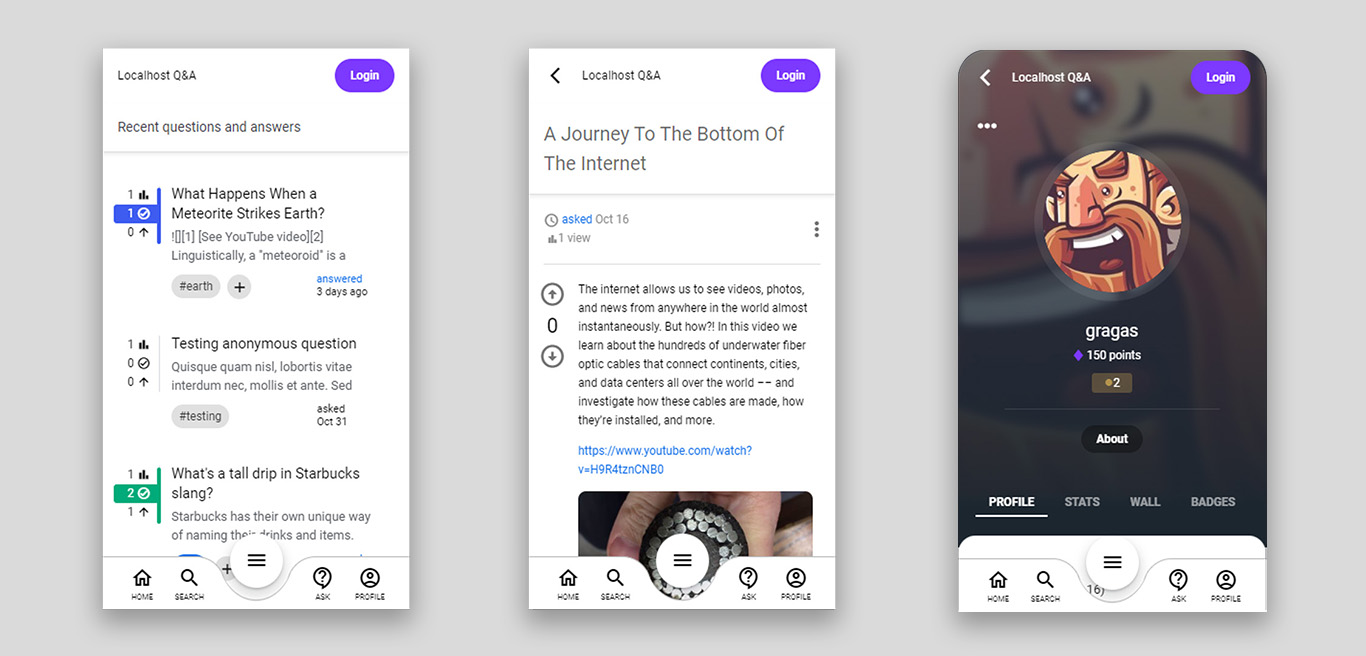 Localhost Q&A
Login
Recent questions and answers
1
1
0
What Happens When a
Meteorite Strikes Earth?
![][1] [See YouTube video][2]
Linguistically, a "meteoroid" is a
#earth
+
answered
3 days ago
1
0
0
Testing anonymous question
Quisque quam nisl, lobortis vitae
interdum nec, mollis et ante. Sed
#testing
asked
Oct 31
1
2
1
What's a tall drip in Starbucks
slang?
Starbucks has their own unique way
of naming their drinks and items.
+
HOME
SEARCH
ASK
PROFILE
Localhost Q&A
Login
A Journey To The Bottom Of
The Internet
asked Oct 16
1 view
0
The internet allows us to see videos, photos,
and news from anywhere in the world almost
instantaneously. But how?! In this video we
learn about the hundreds of underwater fiber
optic cables that connect continents, cities,
and data centers all over the world –– and
investigate how these cables are made, how
they're installed, and more.
https://www.youtube.com/watch?
v=H9R4tznCNB0
HOME
SEARCH
ASK
PROFILE
Localhost Q&A
Login
gragas
150 points
2
About
PROFILE
STATS
WALL
BADGES
16)
HOME
SEARCH
ASK
PROFILE